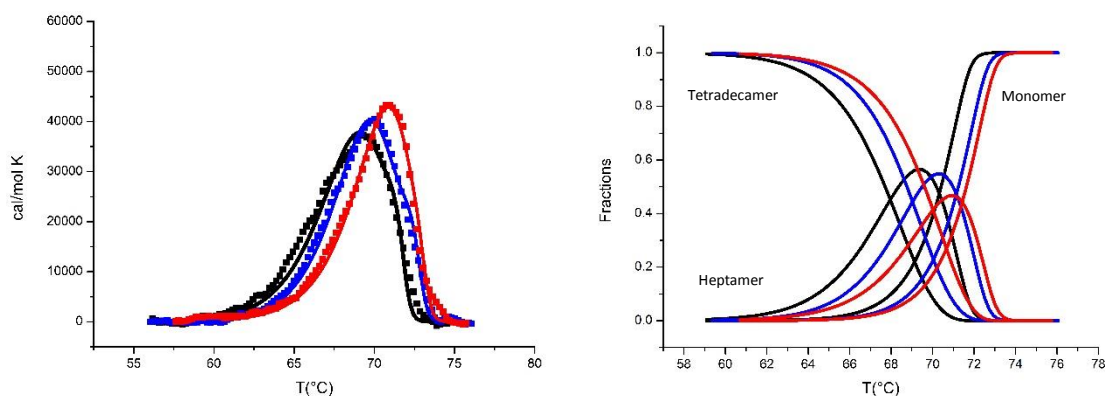 60000
50000
40000
30000
20000
10000
0
cal/mol K
55 60 65 70 75 80
T(°C)
1.0
0.8
0.6
0.4
0.2
0.0
Fractions
Tetradecamer
Monomer
Heptamer
58 60 62 64 66 68 70 72 74 76 78
T(°C)